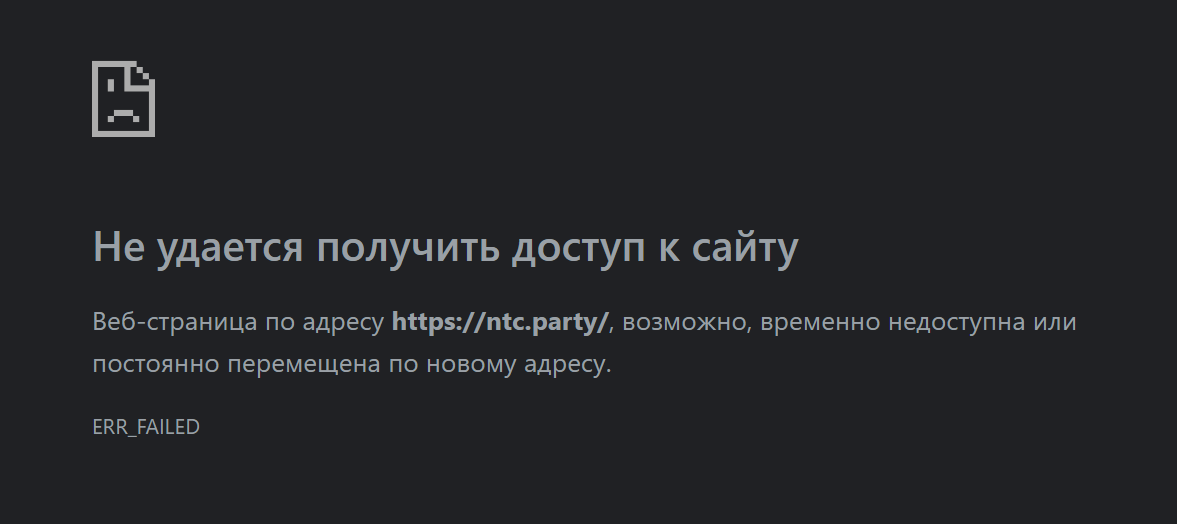 Не удается получить доступ к сайту
Веб-страница по адресу https://ntc.party/, возможно, временно недоступна или
постоянно перемещена по новому адресу.
ERR_FAILED